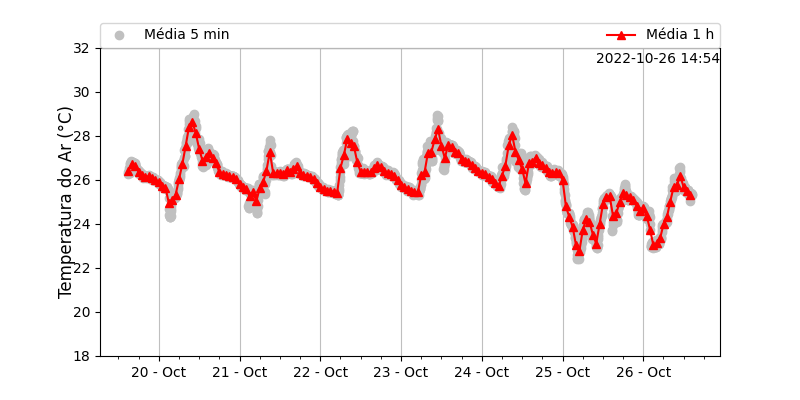 Média 5 min
Média 1 h
2022-10-26 14:54
Temperatura do Ar (°C)
32
30
28
26
24
22
20
18
20 - Oct
21 - Oct
22 - Oct
23 - Oct
24 - Oct
25 - Oct
26 - Oct